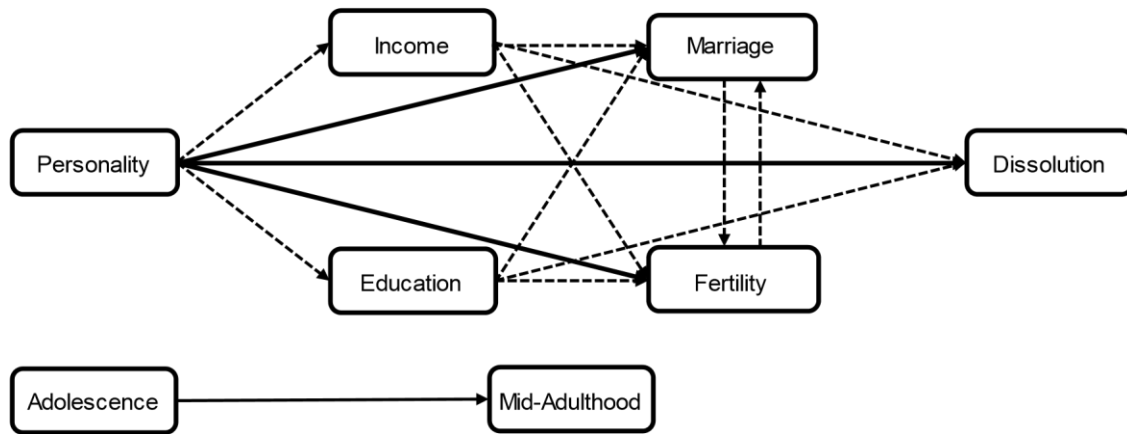 Income
Marriage
Personality
Dissolution
Education
Fertility
Adolescence
Mid-Adulthood